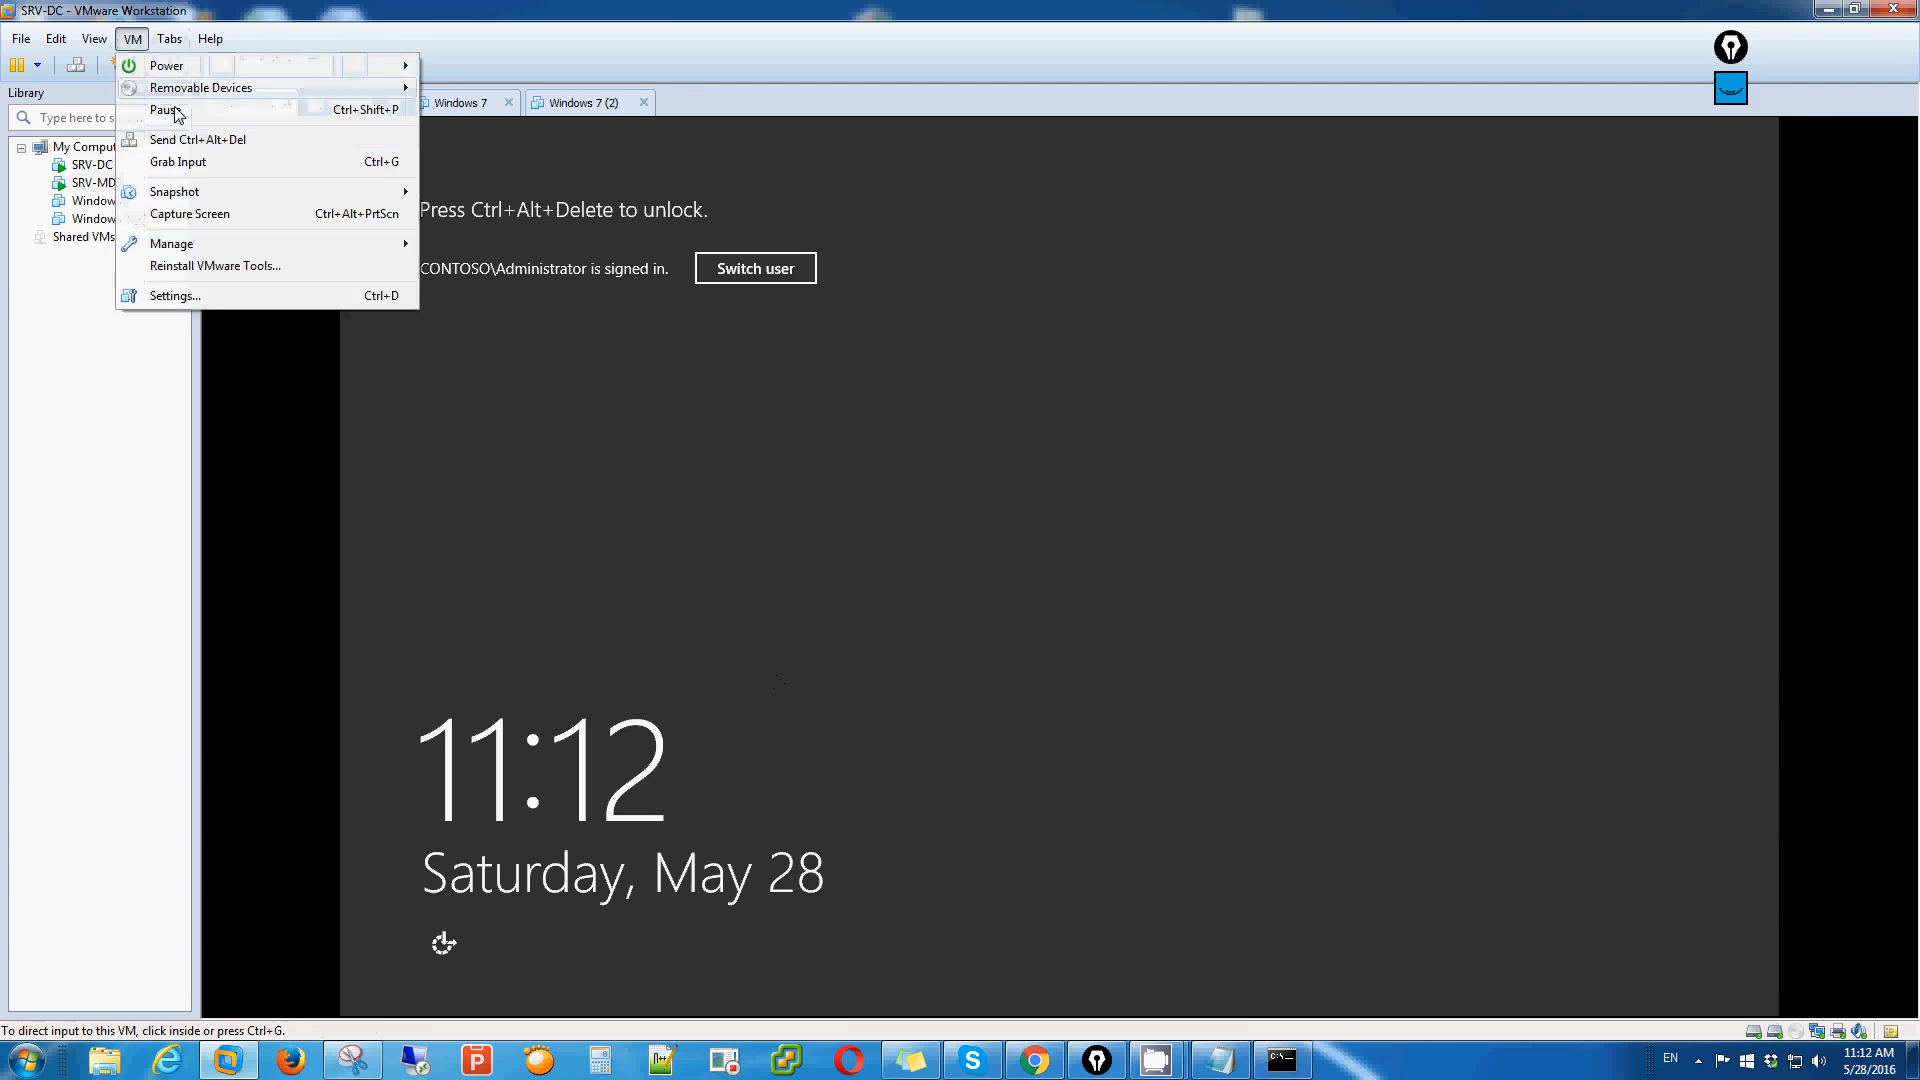 SRV-DC - VMware Workstation
File Edit View VM Tabs Help
Library
Type here to s
My Comput
SRV-DC
SRV-MD
Window
Window
Shared VMs
Power
Removable Devices
Pause Ctrl+Shift+P
Send Ctrl+Alt+Del
Grab Input Ctrl+G
Snapshot
Capture Screen Ctrl+Alt+PrtScn
Manage
Reinstall VMware Tools...
Settings... Ctrl+D
Windows 7
Windows 7 (2)
Press Ctrl+Alt+Delete to unlock.
CONTOSO\Administrator is signed in.
Switch user
11:12
Saturday, May 28
To direct input to this VM, click inside or press Ctrl+G.
EN
11:12 AM
5/28/2016